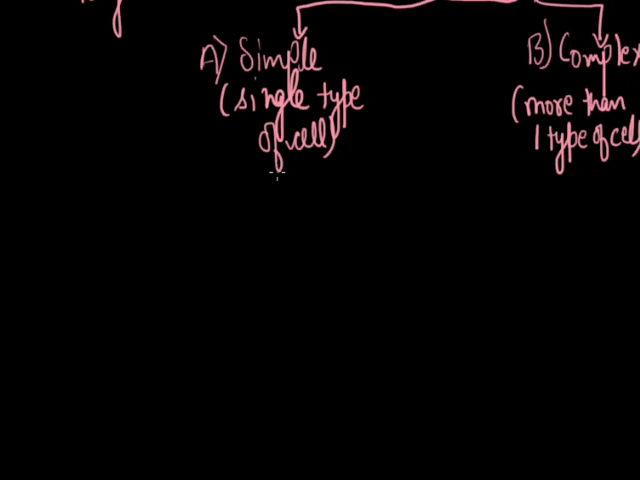 A) Simple
(single type
of cell)
B) Complex
(more than
1 type of cell